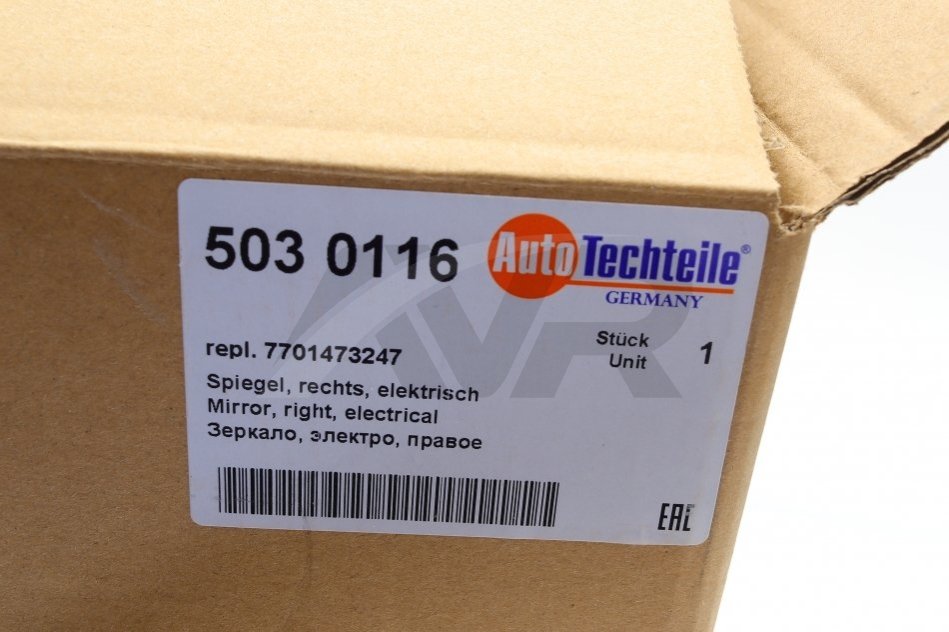 503 0116
AutoTechteile®
GERMANY
repl. 7701473247
Stück
Unit
1
Spiegel, rechts, elektrisch
Mirror, right, electrical
Зеркало, электро, правое
EAC
AVR